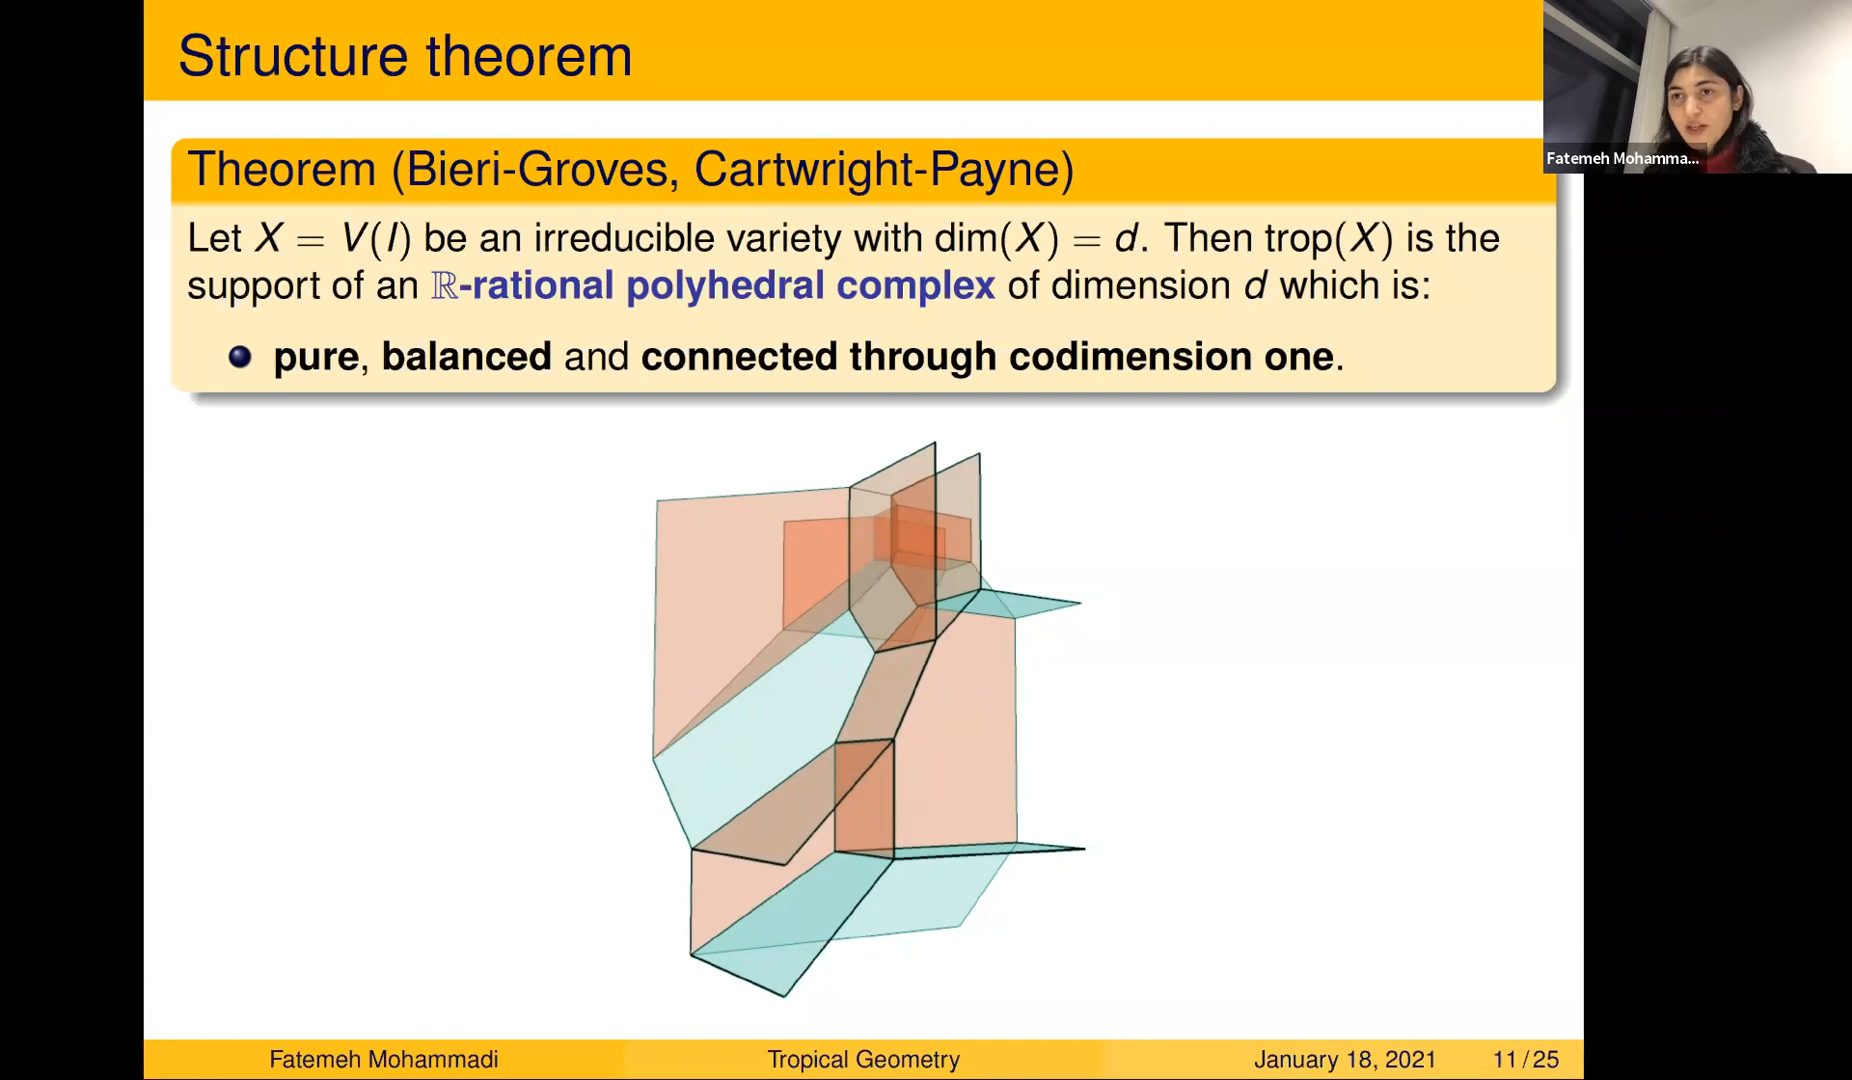 Structure theorem
Theorem (Bieri-Groves, Cartwright-Payne)
Let X = V(I) be an irreducible variety with dim(X) = d. Then trop(X) is the
support of an ℝ-rational polyhedral complex of dimension d which is:
pure, balanced and connected through codimension one.
Fatemeh Mohamma...
Fatemeh Mohammadi
Tropical Geometry
January 18, 2021
11/25